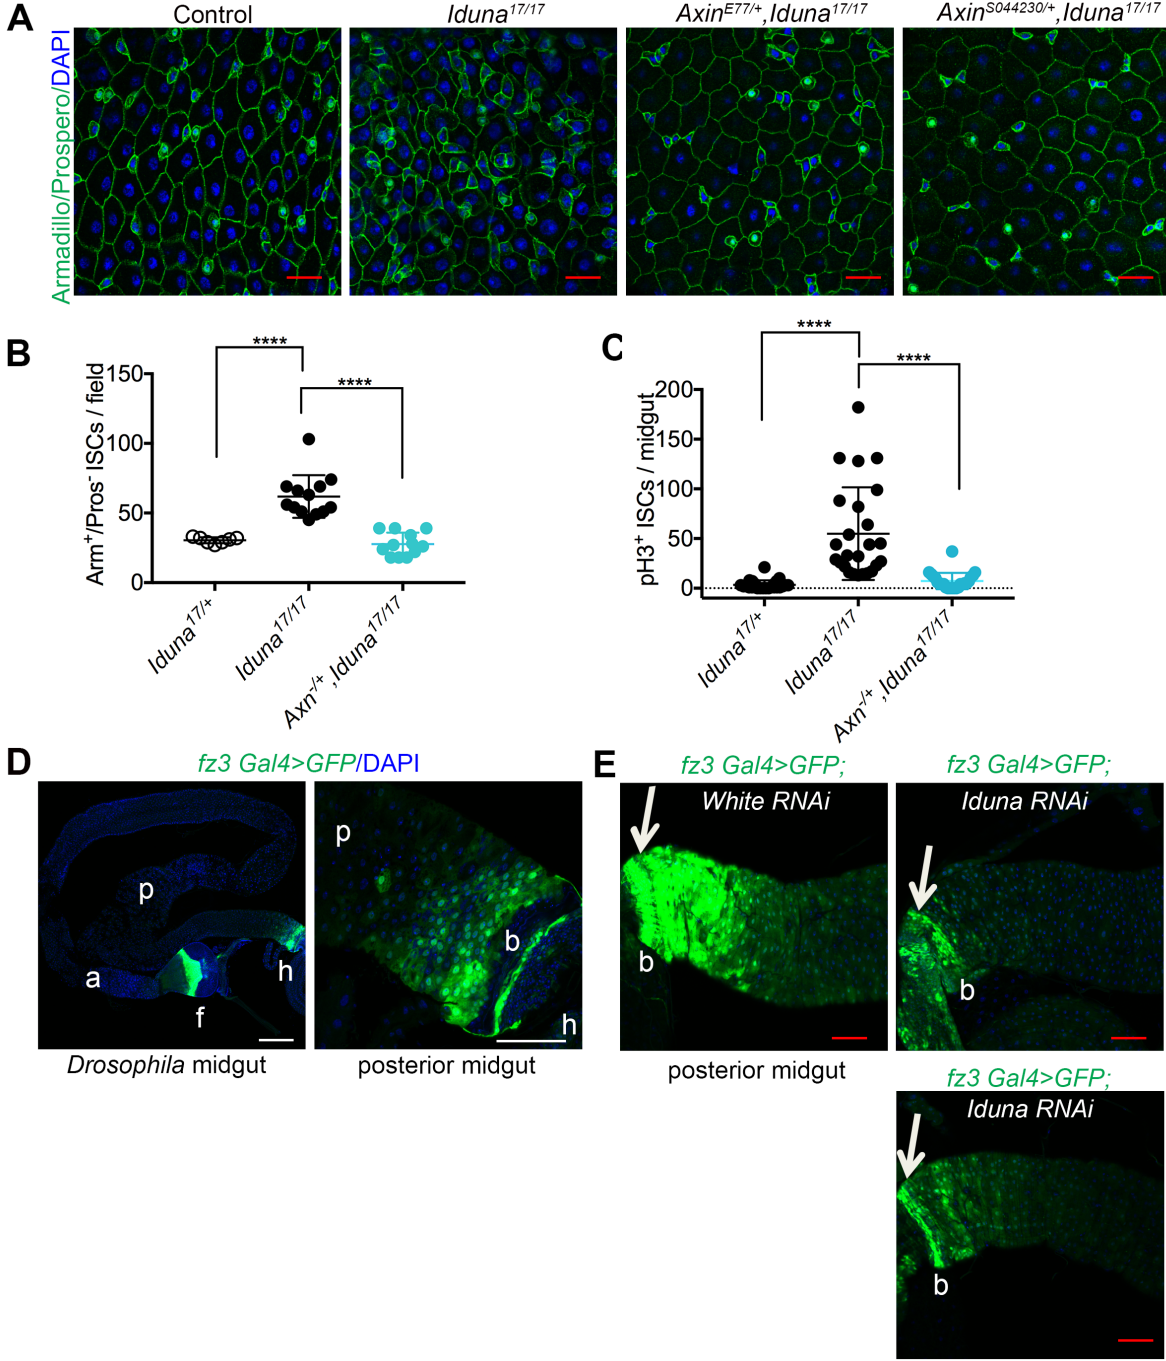 A
Control
Iduna17/17
AxinE77/+,Iduna17/17
AxinS044230/+,Iduna17/17
Armadillo/Prospero/DAPI
B
Arm+/Pros- ISCs / field
150
100
50
0
****
****
Iduna17/+
Iduna17/17
Axn-/+,Iduna17/17
C
pH3+ ISCs / midgut
200
150
100
50
0
****
****
Iduna17/+
Iduna17/17
Axn-/+,Iduna17/17
D
fz3 Gal4>GFP/DAPI
p
a
f
h
Drosophila midgut
p
b
h
posterior midgut
E
fz3 Gal4>GFP;
White RNAi
b
posterior midgut
fz3 Gal4>GFP;
Iduna RNAi
b
fz3 Gal4>GFP;
Iduna RNAi
b